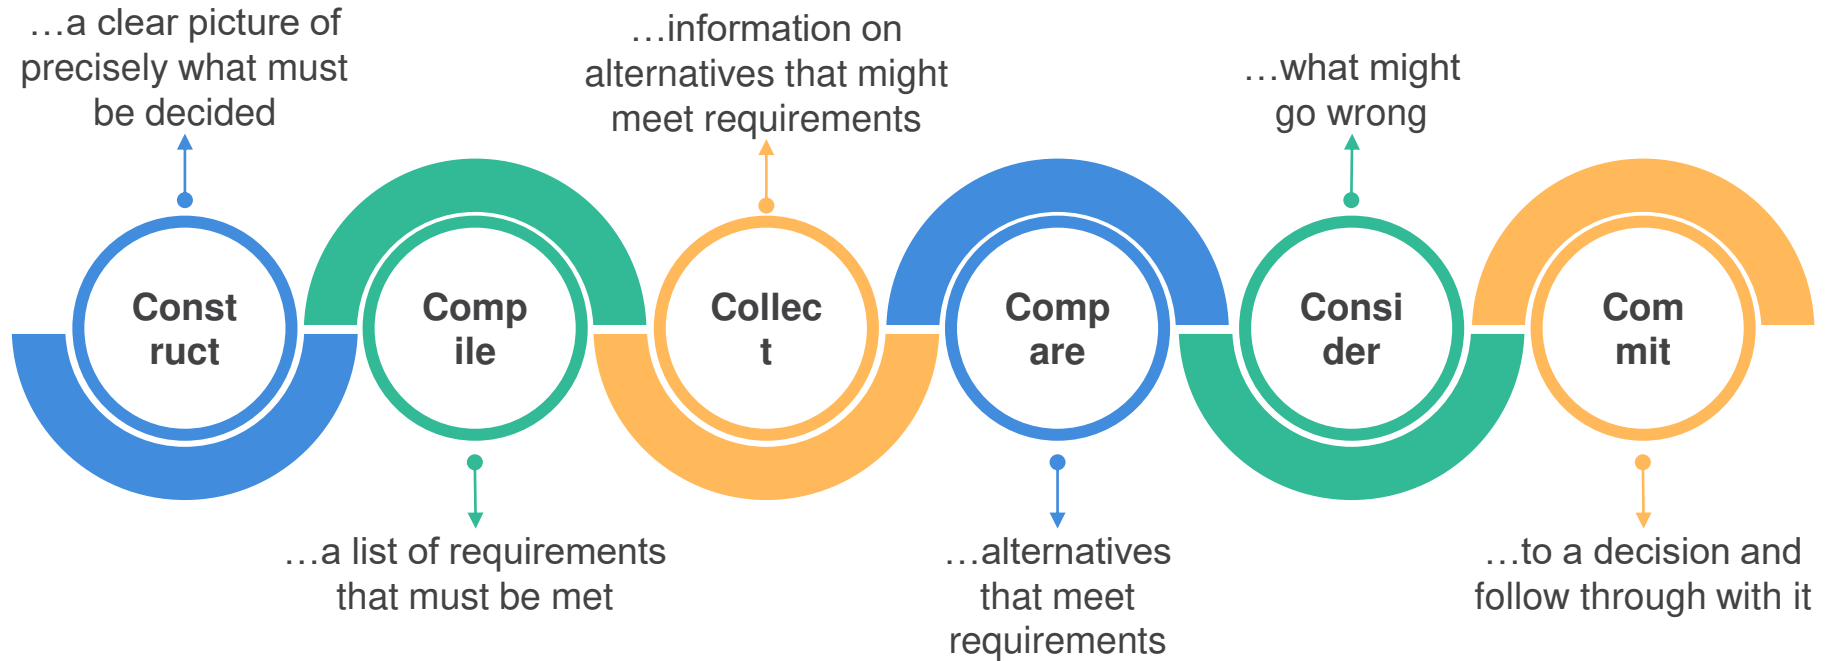 …a clear picture of
precisely what must
be decided
Const
ruct
Comp
ile
…a list of requirements
that must be met
…information on
alternatives that might
meet requirements
Collec
t
Comp
are
…alternatives
that meet
requirements
…what might
go wrong
Consi
der
Com
mit
…to a decision and
follow through with it